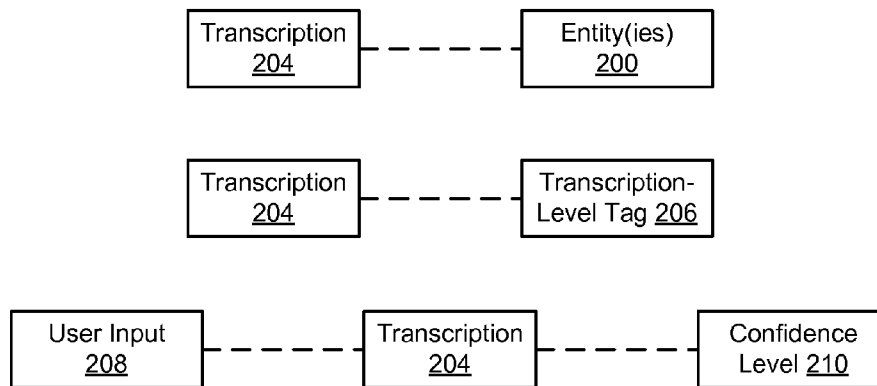 Transcription
204
Entity(ies)
200
Transcription
204
Transcription-
Level Tag 206
User Input
208
Transcription
204
Confidence
Level 210